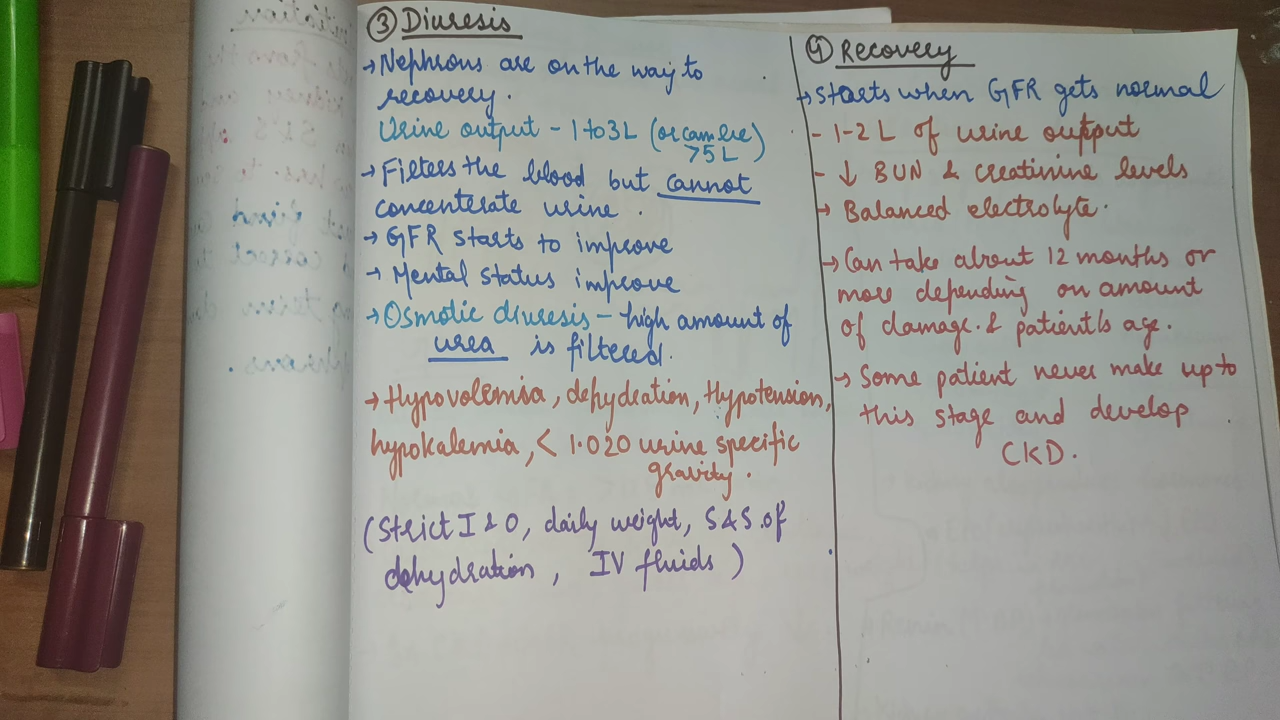 ③ Diuresis
→ Nephrons are on the way to
recovery.
Urine output - 1 to 3L (or can be)
>5L
→ Filters the blood but cannot
concenterate urine.
→ GFR starts to improve
→ Mental status improve
→ Osmotic diuresis - high amount of
urea is filtered.
→ Hypovolemia, dehydration, Hypotension,
hypokalemia, < 1.020 urine specific
gravity.
(Strict I & O, daily weight, S&S of
dehydration, IV fluids)
④ Recovery
→ starts when GFR gets normal
- 1-2 L of urine output
- ↓ BUN & creatinine levels
→ Balanced electrolyte.
→ Can take about 12 months or
more depending on amount
of damage & patient's age.
→ Some patient never make up to
this stage and develop
CKD.